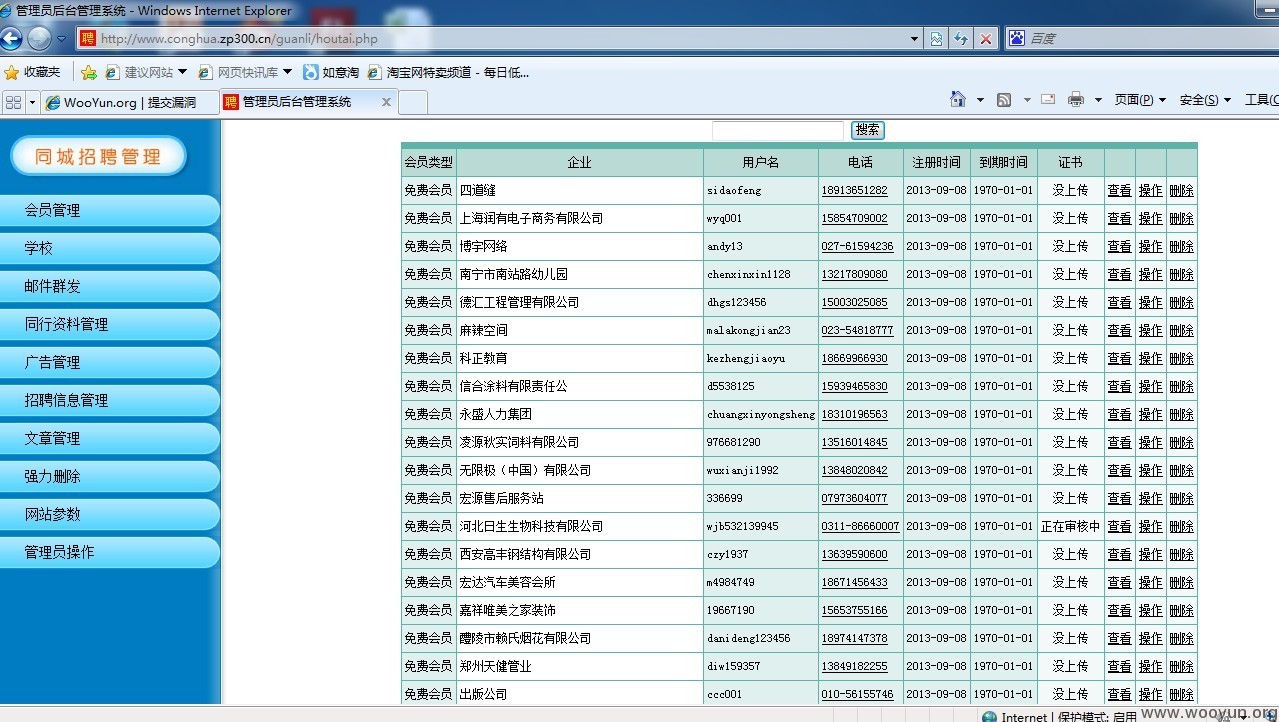 管理员后台管理系统 - Windows Internet Explorer
http://www.conghua.zp300.cn/guanli/houtai.php
百度
收藏夹 建议网站 网页快讯库 如意淘 淘宝网特卖频道 - 每日低...
WooYun.org | 提交漏洞 管理员后台管理系统 页面(P) 安全(S) 工具(O
同城招聘管理
会员管理
学校
邮件群发
同行资料管理
广告管理
招聘信息管理
文章管理
强力删除
网站参数
管理员操作
搜索
会员类型 企业 用户名 电话 注册时间 到期时间 证书
免费会员 四道缝 sidaofeng 18913651282 2013-09-08 1970-01-01 没上传 查看 操作 删除
免费会员 上海润有电子商务有限公司 wyq001 15854709002 2013-09-08 1970-01-01 没上传 查看 操作 删除
免费会员 博宇网络 andy13 027-61594236 2013-09-08 1970-01-01 没上传 查看 操作 删除
免费会员 南宁市南站路幼儿园 chenxinxin1128 13217809080 2013-09-08 1970-01-01 没上传 查看 操作 删除
免费会员 德汇工程管理有限公司 dhgs123456 15003025085 2013-09-08 1970-01-01 没上传 查看 操作 删除
免费会员 麻辣空间 malakongjian23 023-54818777 2013-09-08 1970-01-01 没上传 查看 操作 删除
免费会员 科正教育 kezhengjiaoyu 18669966930 2013-09-08 1970-01-01 没上传 查看 操作 删除
免费会员 信合涂料有限责任公 d5538125 15939465830 2013-09-08 1970-01-01 没上传 查看 操作 删除
免费会员 永盛人力集团 chuangxinyongsheng 18310196563 2013-09-08 1970-01-01 没上传 查看 操作 删除
免费会员 凌源秋实饲料有限公司 976681290 13516014845 2013-09-08 1970-01-01 没上传 查看 操作 删除
免费会员 无限极（中国）有限公司 wuxianji1992 13848020842 2013-09-08 1970-01-01 没上传 查看 操作 删除
免费会员 宏源售后服务站 336699 07973604077 2013-09-08 1970-01-01 没上传 查看 操作 删除
免费会员 河北日生生物科技有限公司 wjb532139945 0311-86660007 2013-09-08 1970-01-01 正在审核中 查看 操作 删除
免费会员 西安高丰钢结构有限公司 czy1937 13639590600 2013-09-08 1970-01-01 没上传 查看 操作 删除
免费会员 宏达汽车美容会所 m4984749 18671456433 2013-09-08 1970-01-01 没上传 查看 操作 删除
免费会员 嘉祥唯美之家装饰 19667190 15653755166 2013-09-08 1970-01-01 没上传 查看 操作 删除
免费会员 醴陵市赖氏烟花有限公司 danideng123456 18974147378 2013-09-08 1970-01-01 没上传 查看 操作 删除
免费会员 郑州天健管业 diw159357 13849182255 2013-09-08 1970-01-01 没上传 查看 操作 删除
免费会员 出版公司 ccc001 010-56155746 2013-09-08 1970-01-01 没上传 查看 操作 删除
Internet | 保护模式: 启用
www.wooyun.org